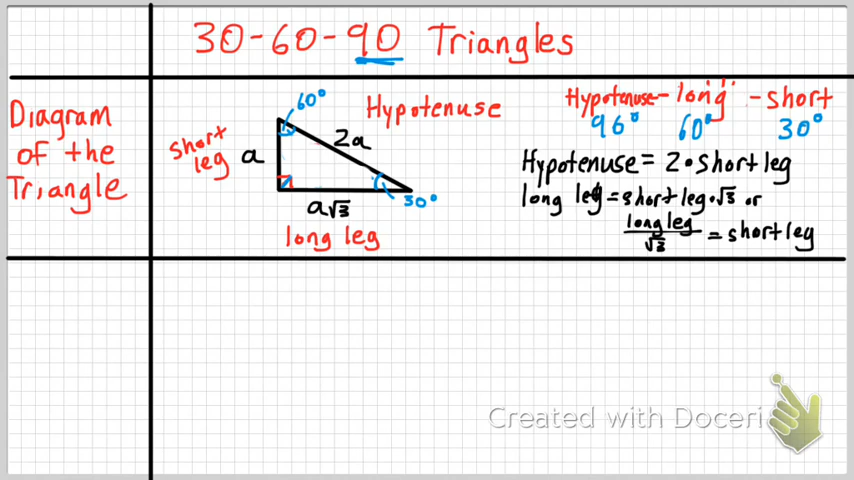 30-60-90 Triangles
Diagram
of the
Triangle
short
leg
a
60°
2a
Hypotenuse
30°
a√3
long leg
Hypotenuse - long - short
96° 60° 30°
Hypotenuse = 2 • short leg
long leg = short leg • √3 or
long leg / √3 = short leg
Created with Doceri